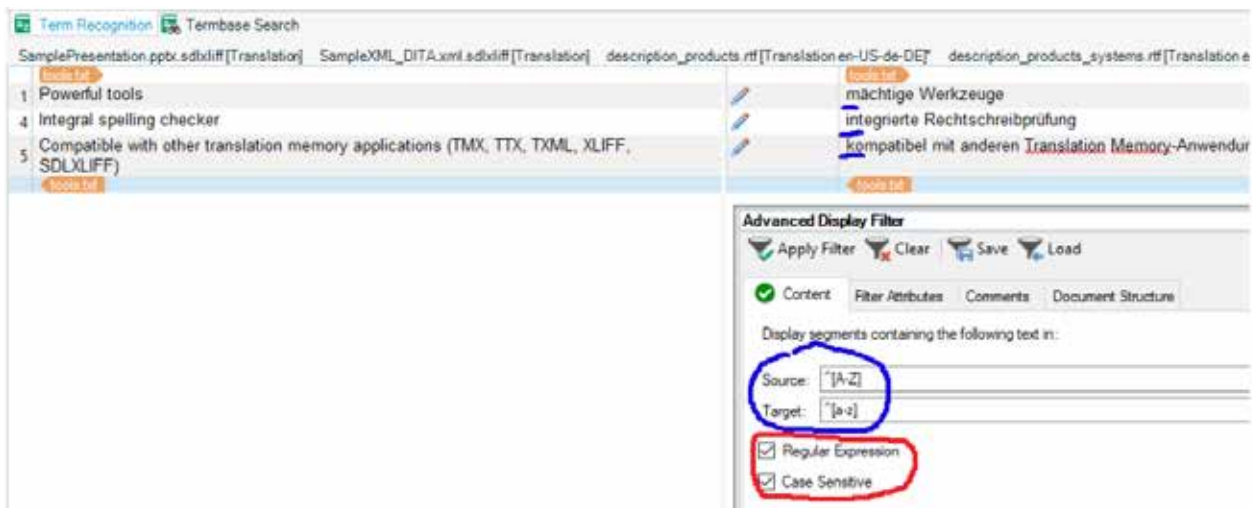 Term Recognition Termbase Search
SamplePresentation.pptx.sdlxliff[Translation] SampleXML_DITA.xml.sdlxliff[Translation] description_products.rtf[Translation en-US-de-DE]* description_products_systems.rtf[Translation e
tools.txt tools.txt
1 Powerful tools mächtige Werkzeuge
4 Integral spelling checker integrierte Rechtschreibprüfung
5 Compatible with other translation memory applications (TMX, TTX, TXML, XLIFF, kompatibel mit anderen Translation Memory-Anwendun
SDLXLIFF)
tools.txt tools.txt
Advanced Display Filter
Apply Filter Clear Save Load
Content Filter Attributes Comments Document Structure
Display segments containing the following text in:
Source: ^[A-Z]
Target: ^[a-z]
Regular Expression
Case Sensitive